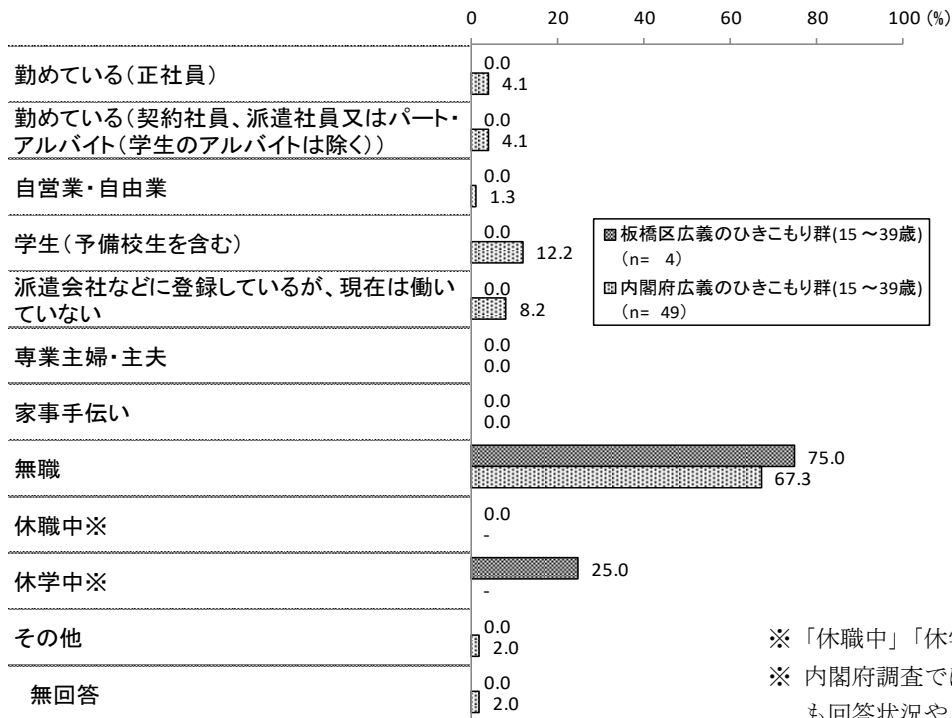 0 20 40 60 80 100 (%)
勤めている(正社員)
0.0
4.1
勤めている(契約社員、派遣社員又はパート・
アルバイト(学生のアルバイトは除く))
0.0
4.1
自営業・自由業
0.0
1.3
学生(予備校生を含む)
0.0
12.2
板橋区広義のひきこもり群(15～39歳)
(n= 4)
内閣府広義のひきこもり群(15～39歳)
(n= 49)
派遣会社などに登録しているが、現在は働い
ていない
0.0
8.2
専業主婦・主夫
0.0
0.0
家事手伝い
0.0
0.0
無職
75.0
67.3
休職中※
0.0
-
休学中※
25.0
-
その他
0.0
2.0
無回答
0.0
2.0
※ 「休職中」「休
※ 内閣府調査で
も回答状況や